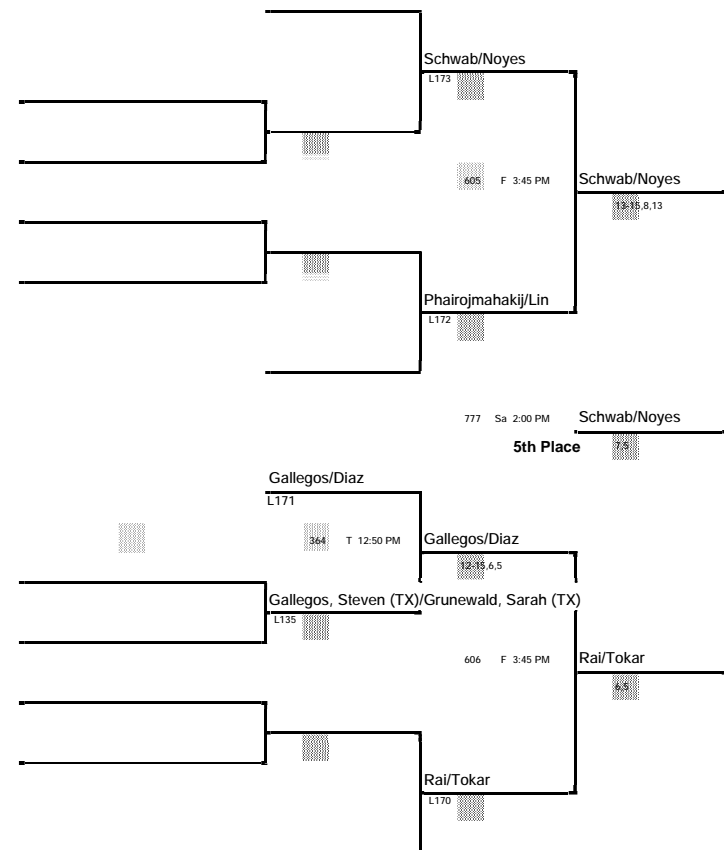 Schwab/Noyes
L173
605 F 3:45 PM
Schwab/Noyes
13-15,8,13
Phairojmahakij/Lin
L172
777 Sa 2:00 PM
Schwab/Noyes
5th Place
7,5
Gallegos/Diaz
L171
364 T 12:50 PM
Gallegos/Diaz
12-15,6,5
Gallegos, Steven (TX)/Grunewald, Sarah (TX)
L135
606 F 3:45 PM
Rai/Tokar
6,5
Rai/Tokar
L170